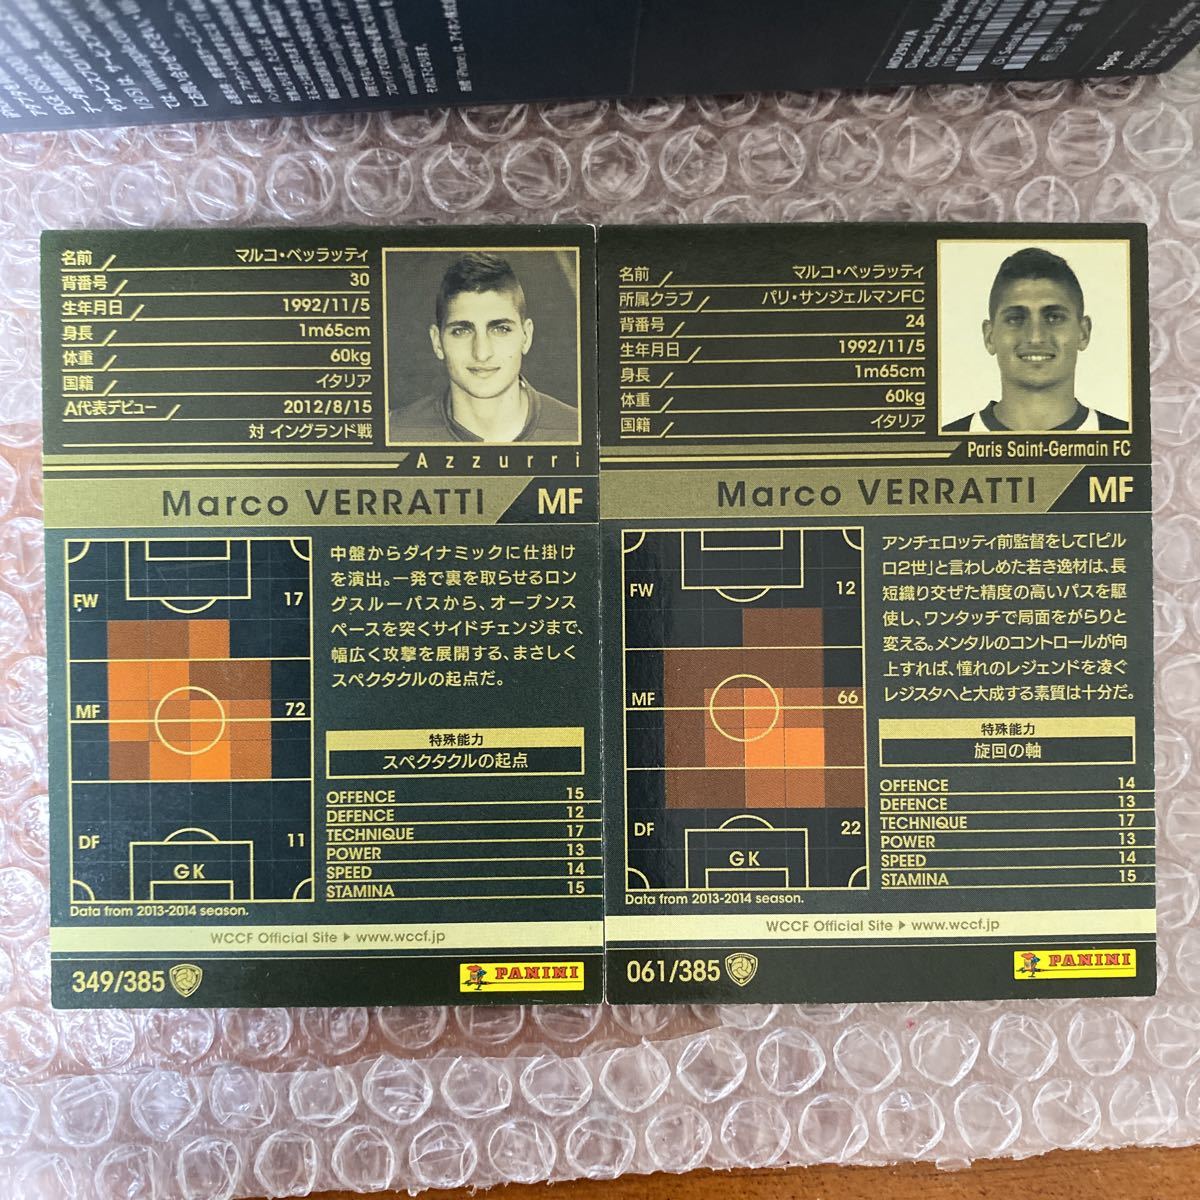 Apple
名前 マルコ・ベッラッティ
背番号 30
生年月日 1992/11/5
身長 1m65cm
体重 60kg
国籍 イタリア
A代表デビュー 2012/8/15
対 イングランド戦
Azzurri
Marco VERRATTI MF
FW 17
MF 72
DF 11
GK
Data from 2013-2014 season.
中盤からダイナミックに仕掛け
を演出。一発で裏を取らせるロン
グスルーパスから、オープンス
ペースを突くサイドチェンジまで、
幅広く攻撃を展開する、まさしく
スペクタクルの起点だ。
特殊能力
スペクタクルの起点
OFFENCE 15
DEFENCE 12
TECHNIQUE 17
POWER 13
SPEED 14
STAMINA 15
WCCF Official Site ▶ www.wccf.jp
349/385 PANINI
名前 マルコ・ベッラッティ
所属クラブ パリ・サンジェルマンFC
背番号 24
生年月日 1992/11/5
身長 1m65cm
体重 60kg
国籍 イタリア
Paris Saint-Germain FC
Marco VERRATTI MF
FW 12
MF 66
DF 22
GK
Data from 2013-2014 season.
アンチェロッティ前監督をして「ピル
ロ2世」と言わしめた若き逸材は、長
短織り交ぜた精度の高いパスを駆
使し、ワンタッチで局面をがらりと
変える。メンタルのコントロールが向
上すれば、憧れのレジェンドを凌ぐ
レジスタへと大成する素質は十分だ。
特殊能力
旋回の軸
OFFENCE 14
DEFENCE 13
TECHNIQUE 17
POWER 13
SPEED 14
STAMINA 15
WCCF Official Site ▶ www.wccf.jp
061/385 PANINI